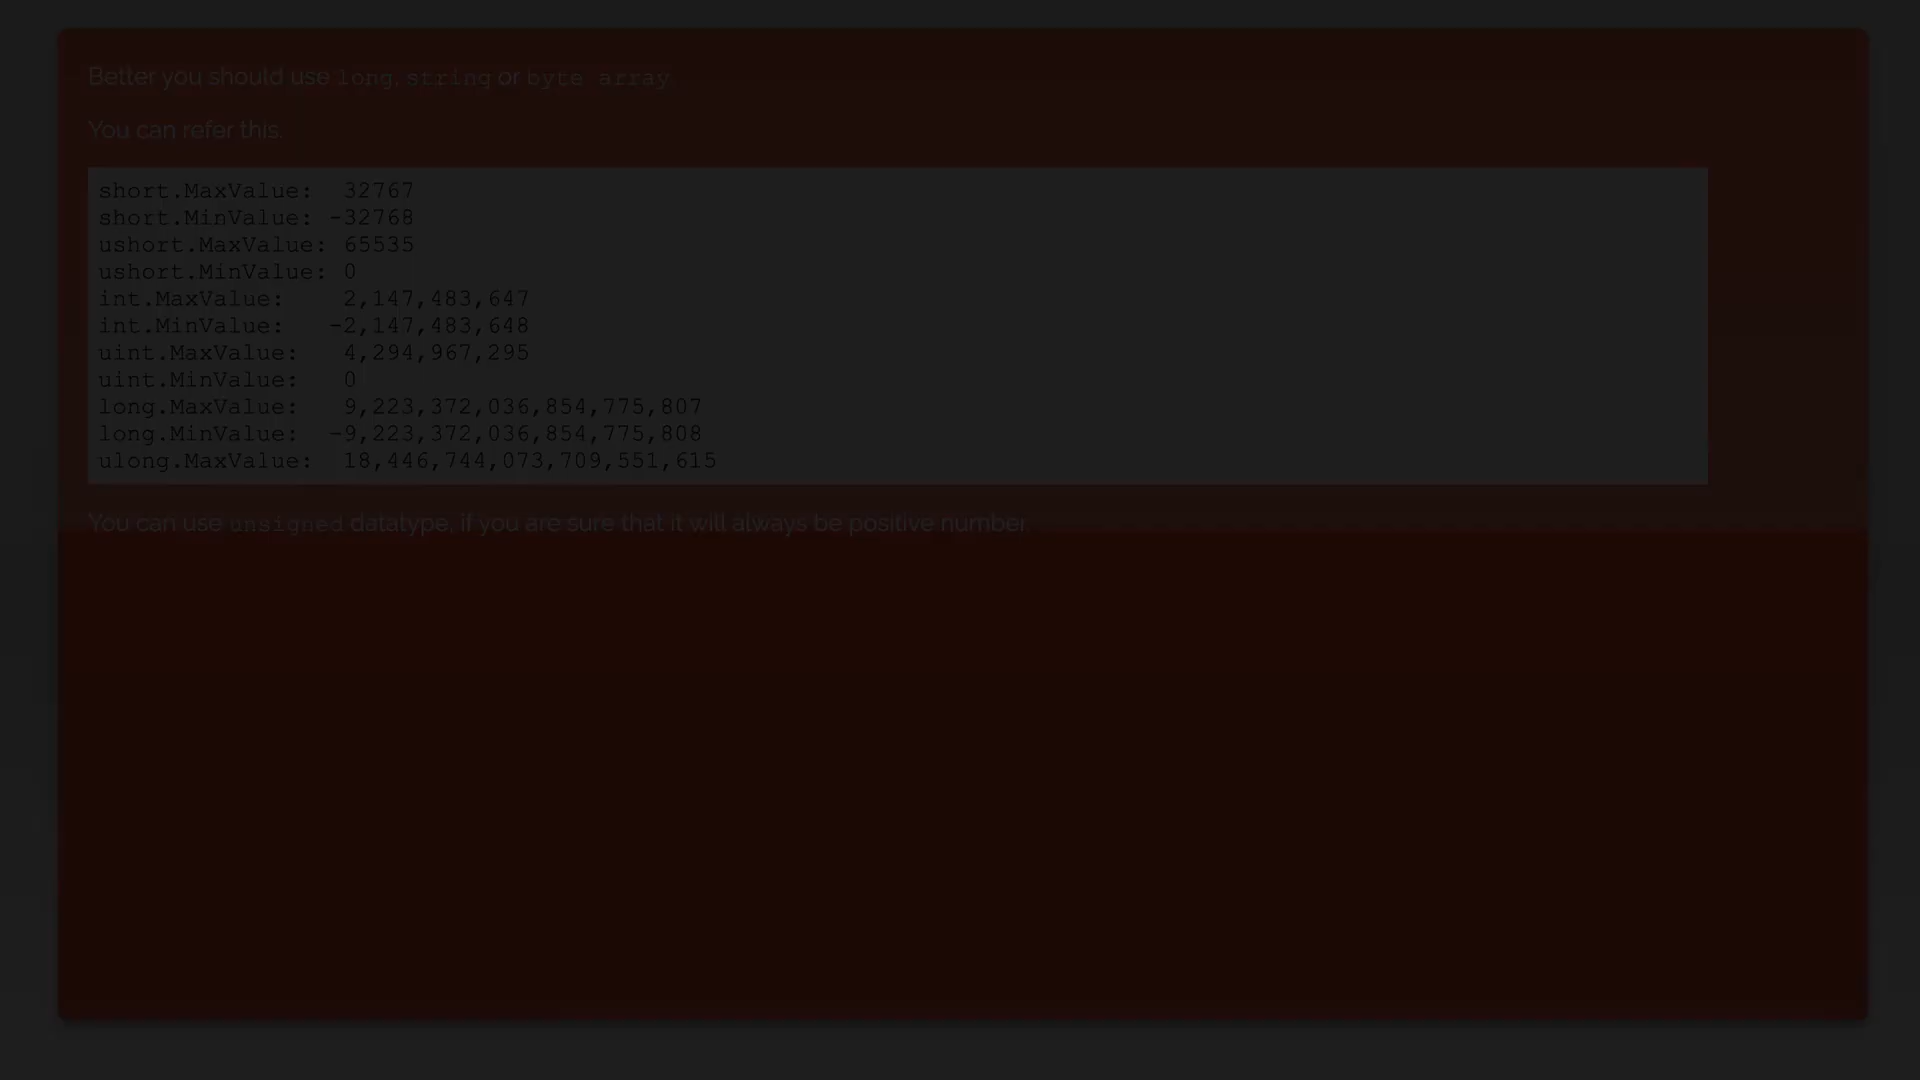 Better you should use long, string or byte array.
You can refer this.
short.MaxValue:  32767
short.MinValue: -32768
ushort.MaxValue: 65535
ushort.MinValue: 0
int.MaxValue:    2,147,483,647
int.MinValue:   -2,147,483,648
uint.MaxValue:   4,294,967,295
uint.MinValue:   0
long.MaxValue:   9,223,372,036,854,775,807
long.MinValue:  -9,223,372,036,854,775,808
ulong.MaxValue:  18,446,744,073,709,551,615
You can use unsigned datatype, if you are sure that it will always be positive number.